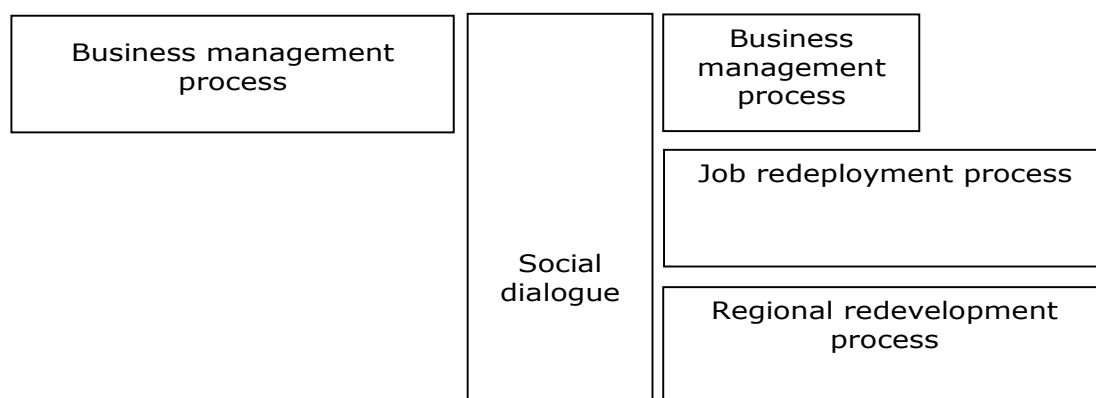 Business management
process
Social
dialogue
Business
management
process
Job redeployment process
Regional redevelopment
process